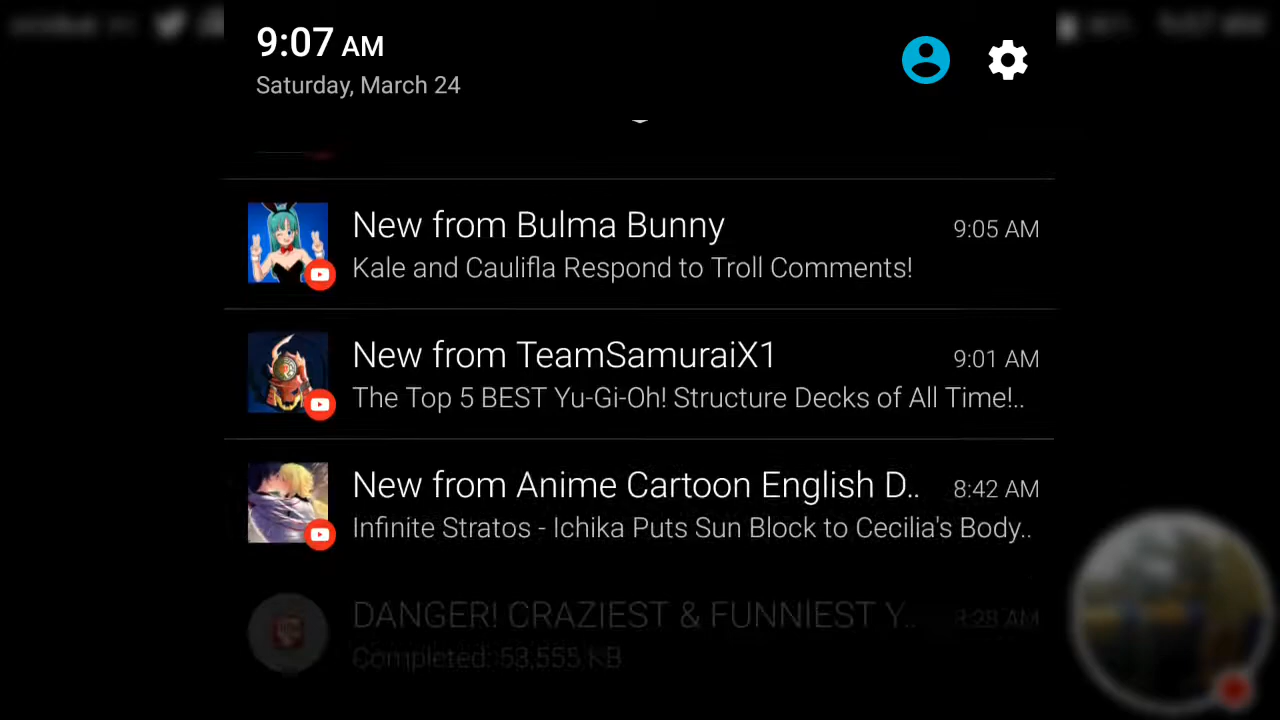 9:07 AM
Saturday, March 24
New from Bulma Bunny 9:05 AM
Kale and Caulifla Respond to Troll Comments!
New from TeamSamuraiX1 9:01 AM
The Top 5 BEST Yu-Gi-Oh! Structure Decks of All Time!..
New from Anime Cartoon English D.. 8:42 AM
Infinite Stratos - Ichika Puts Sun Block to Cecilia's Body..
DANGER! CRAZIEST & FUNNIEST Y.. 8:28 AM
Completed: 53,555 KB